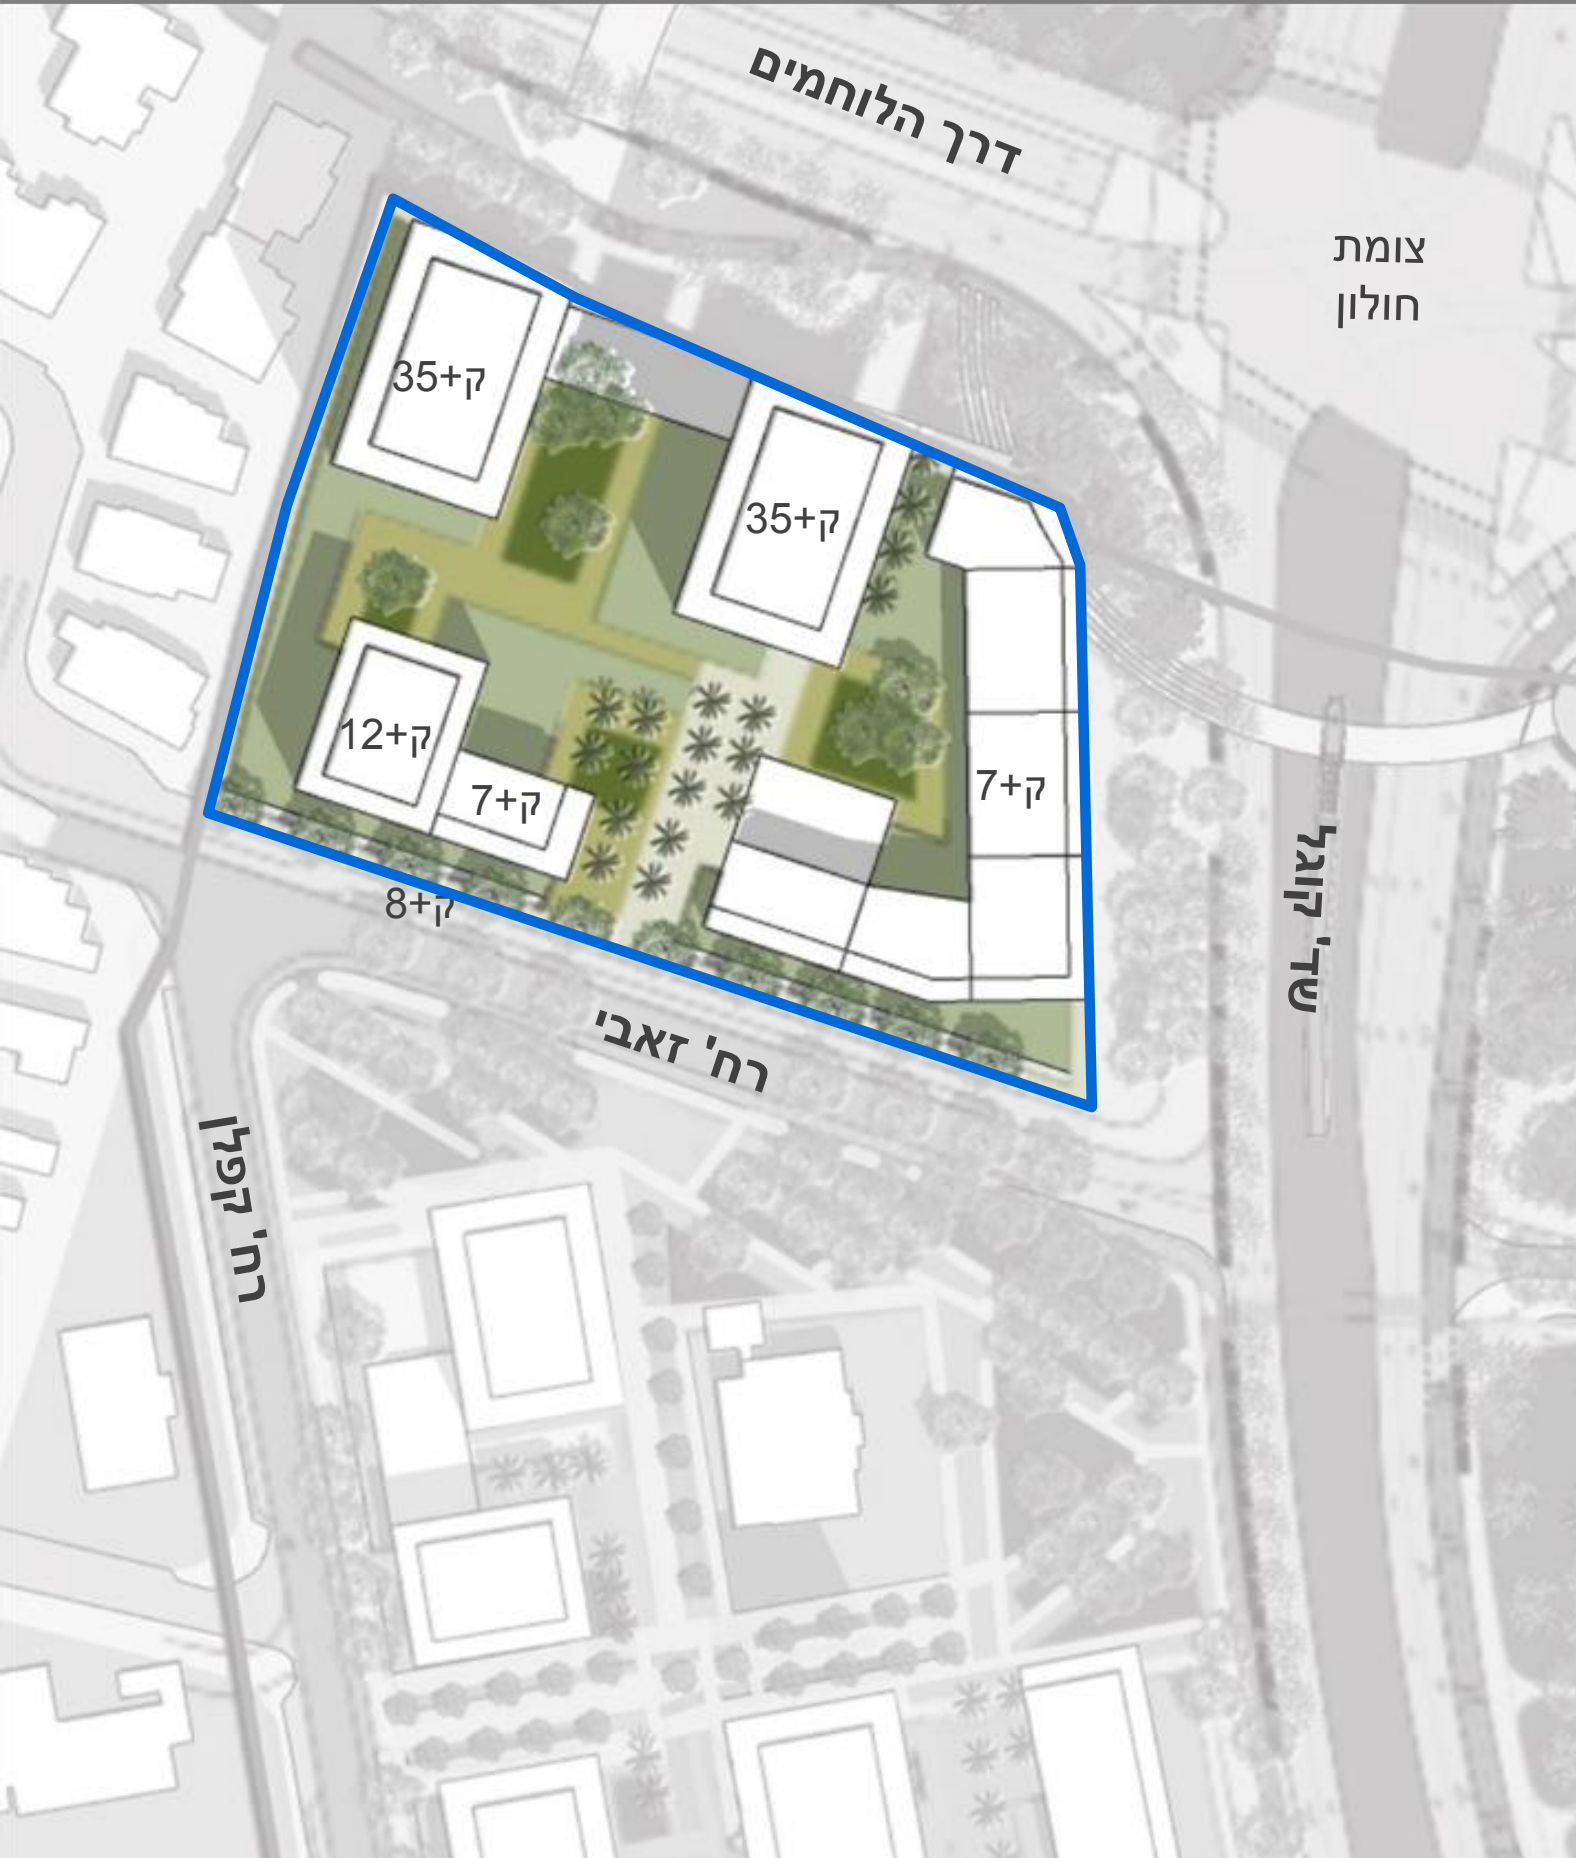 דרך הלוחמים
צומת
חולון
ק+35
ק+35
ק+12
ק+7
ק+7
ק+8
שד' קוגל
רח' זאבי
רח' קפלן